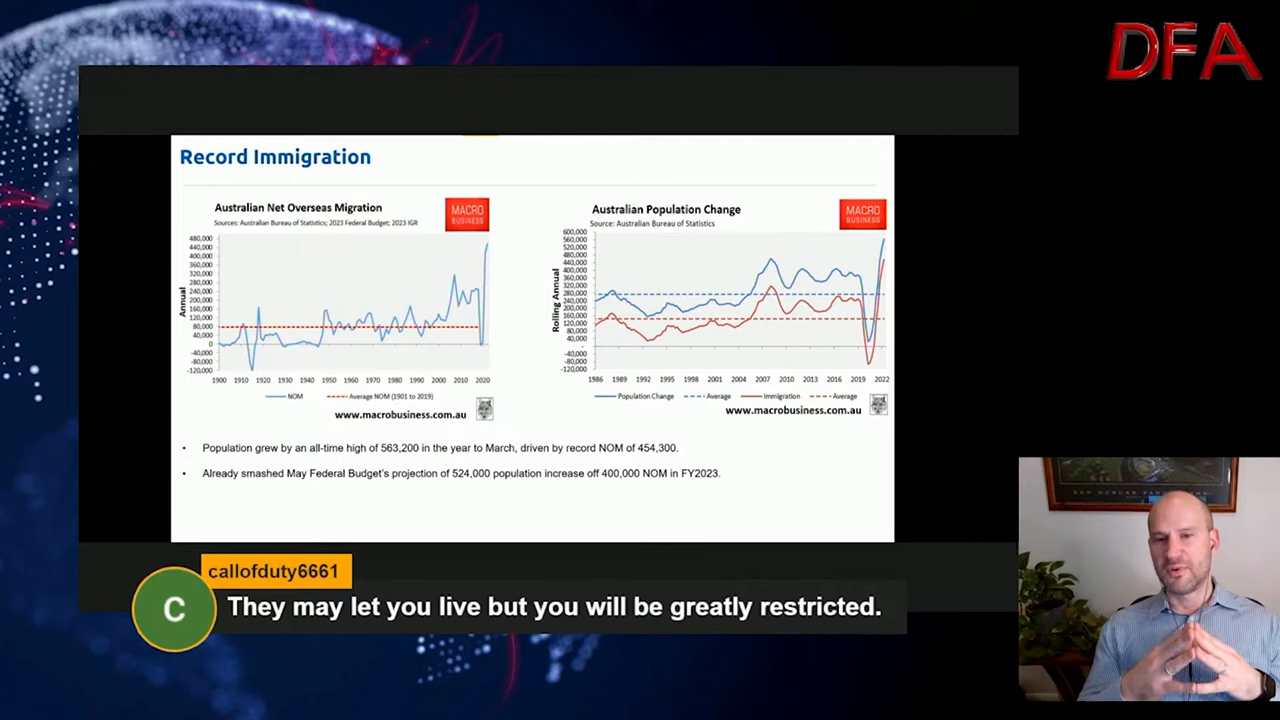 DFA
Record Immigration
Australian Net Overseas Migration
Sources: Australian Bureau of Statistics; 2023 Federal Budget; 2023 IGR
MACRO
BUSINESS
480,000
440,000
400,000
360,000
320,000
280,000
240,000
200,000
160,000
120,000
80,000
40,000
0
-40,000
-80,000
-120,000
Annual
1900 1910 1920 1930 1940 1950 1960 1970 1980 1990 2000 2010 2020
NOM Average NOM (1901 to 2019)
www.macrobusiness.com.au
Australian Population Change
Source: Australian Bureau of Statistics
MACRO
BUSINESS
600,000
560,000
520,000
480,000
440,000
400,000
360,000
320,000
280,000
240,000
200,000
160,000
120,000
80,000
40,000
-
-40,000
-80,000
-120,000
Rolling Annual
1986 1989 1992 1995 1998 2001 2004 2007 2010 2013 2016 2019 2022
Population Change Average Immigration Average
www.macrobusiness.com.au
• Population grew by an all-time high of 563,200 in the year to March, driven by record NOM of 454,300.
• Already smashed May Federal Budget's projection of 524,000 population increase off 400,000 NOM in FY2023.
callofduty6661
C
They may let you live but you will be greatly restricted.